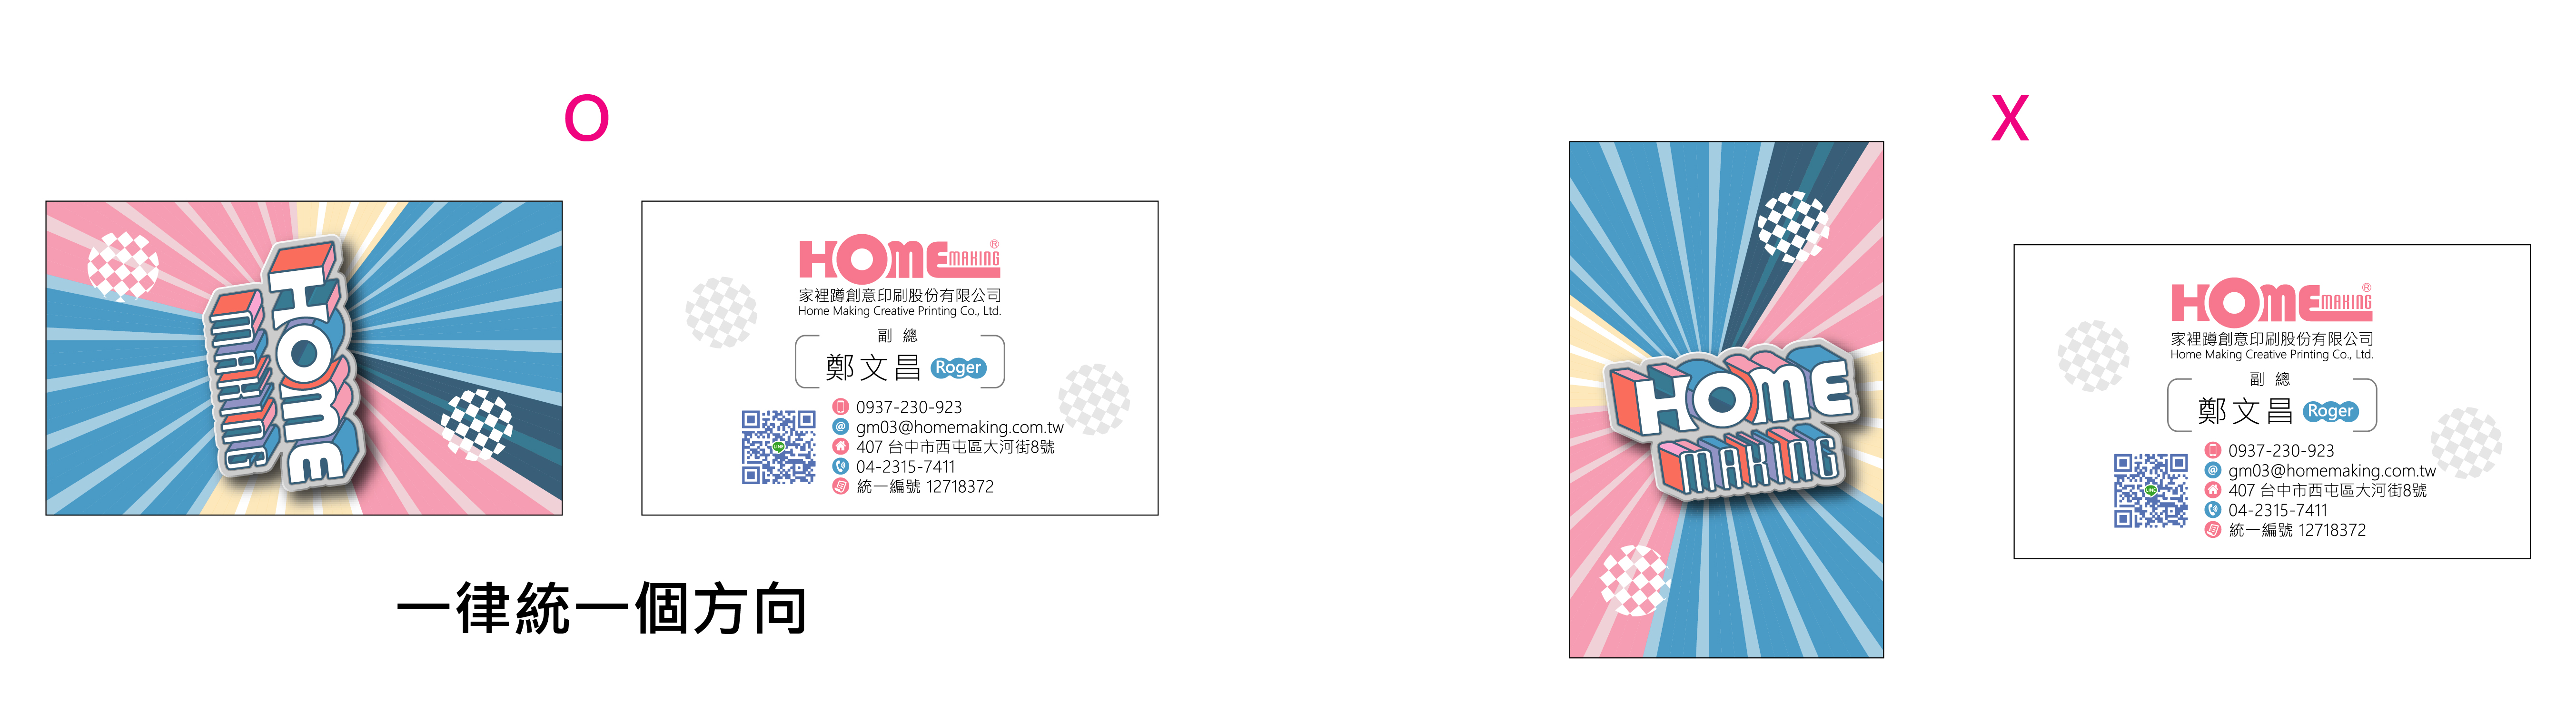 O
HOME
MAKING
HOME MAKING®
家裡蹲創意印刷股份有限公司
Home Making Creative Printing Co., Ltd.
副總
鄭文昌 Roger
LINE
0937-230-923
@ gm03@homemaking.com.tw
407 台中市西屯區大河街8號
04-2315-7411
統一編號 12718372
一律統一個方向
X
HOME
MAKING
HOME MAKING®
家裡蹲創意印刷股份有限公司
Home Making Creative Printing Co., Ltd.
副總
鄭文昌 Roger
LINE
0937-230-923
@ gm03@homemaking.com.tw
407 台中市西屯區大河街8號
04-2315-7411
統一編號 12718372